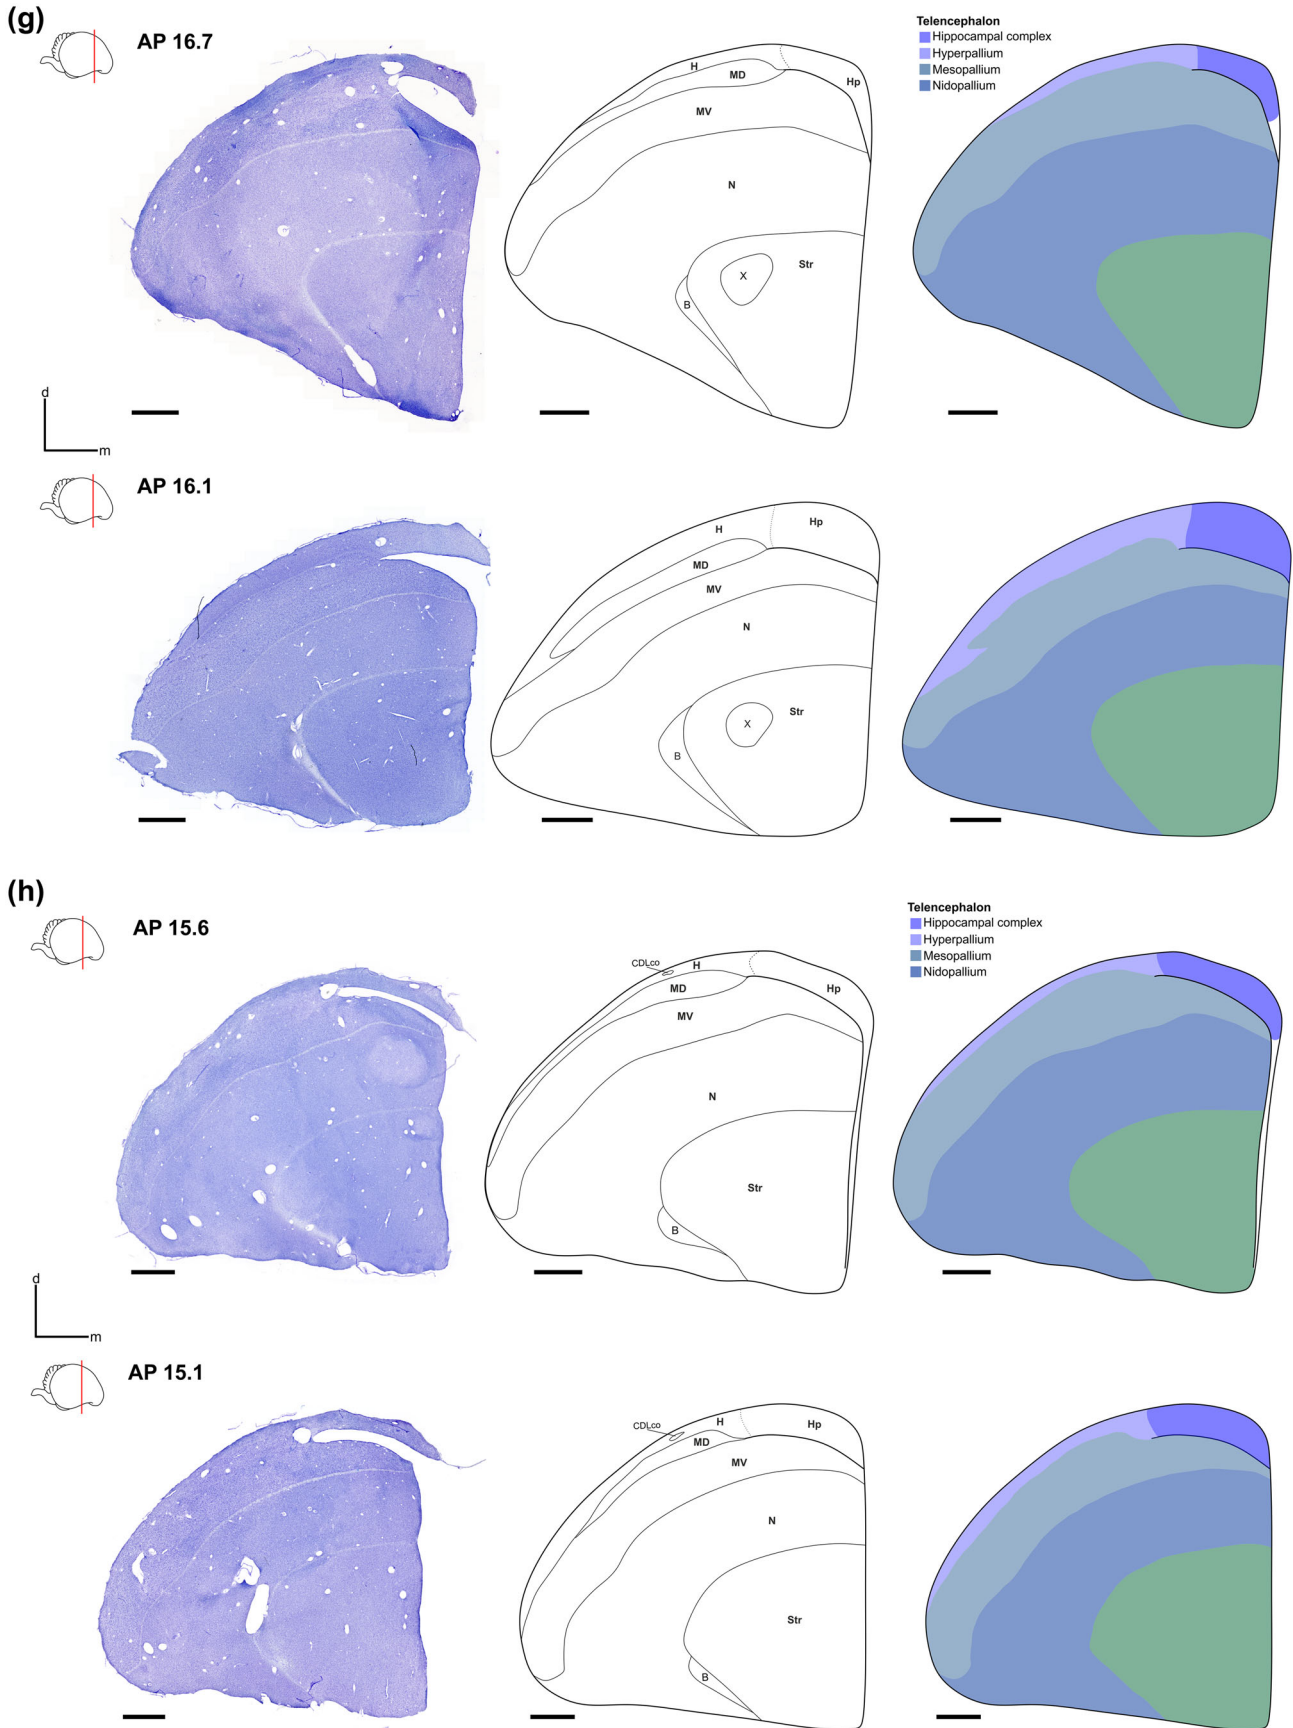 (g)
AP 16.7
H
MD
Hp
MV
N
Str
X
B
Telencephalon
Hippocampal complex
Hyperpallium
Mesopallium
Nidopallium
d
m
AP 16.1
H
Hp
MD
MV
N
Str
X
B
(h)
AP 15.6
CDLco
H
MD
Hp
MV
N
Str
B
Telencephalon
Hippocampal complex
Hyperpallium
Mesopallium
Nidopallium
d
m
AP 15.1
CDLco
H
Hp
MD
MV
N
Str
B